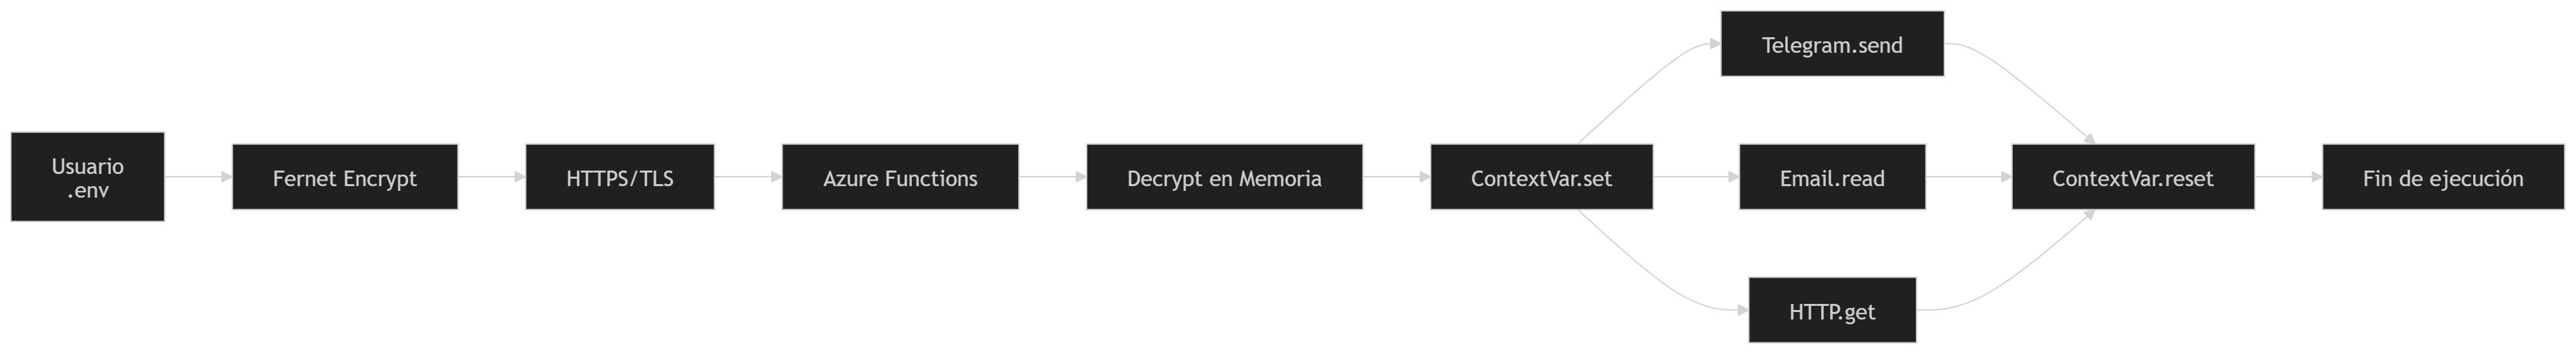 Usuario
.env
Fernet Encrypt
HTTPS/TLS
Azure Functions
Decrypt en Memoria
ContextVar.set
Telegram.send
Email.read
HTTP.get
ContextVar.reset
Fin de ejecución